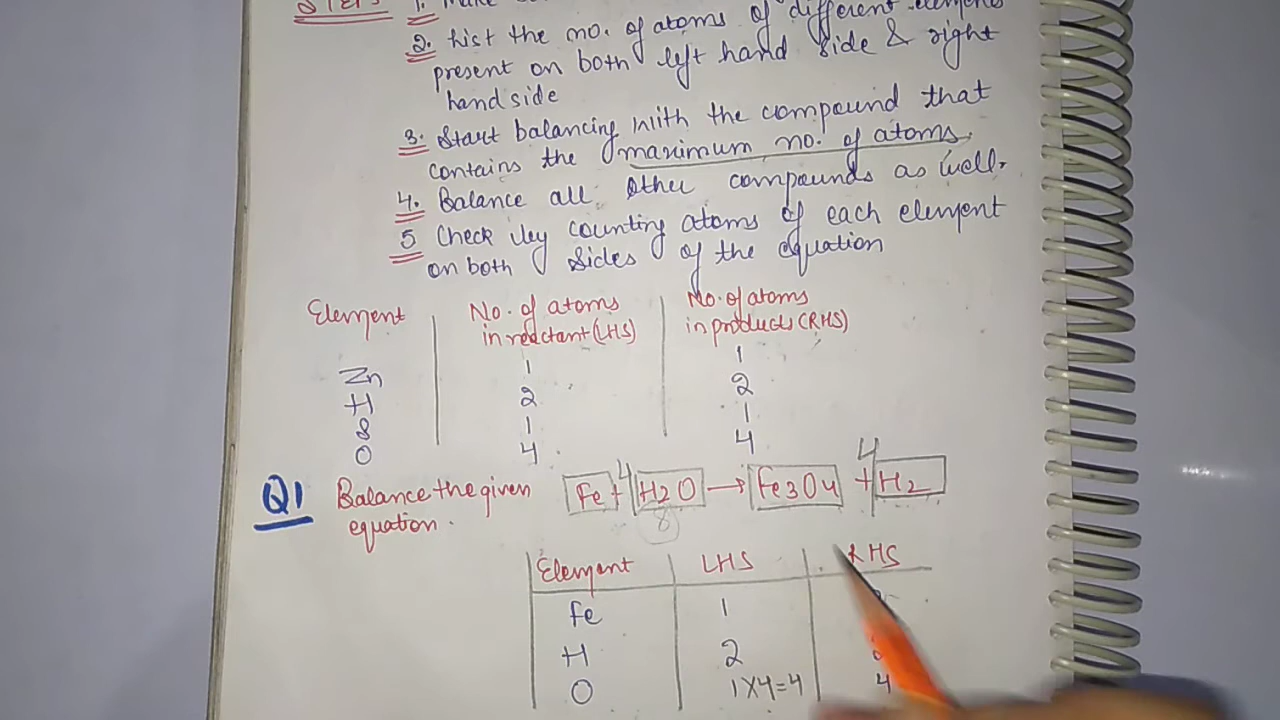 Steps 1. Make
2. List the no. of atoms of different elements
present on both left hand side & right
hand side
3. Start balancing with the compound that
contains the maximum no. of atoms.
4. Balance all other compounds as well.
5 Check by counting atoms of each element
on both sides of the equation
Element No. of atoms in reactant (LHS) No. of atoms in products (RHS)
Zn 1 1
H 2 2
S 1 1
O 4 4
Q1 Balance the given equation.
Fe + 4 H2O → Fe3O4 + 4 H2
8
Element LHS RHS
Fe 1
H 2
O 1x4=4 4